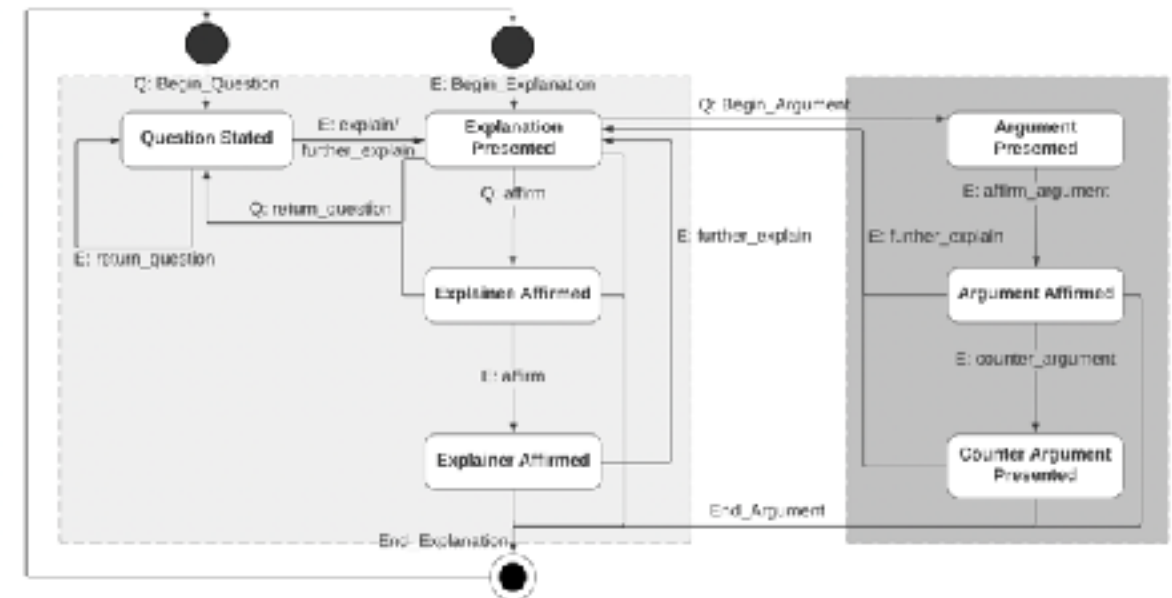 Q: Begin_Question
E: Begin_Explanation
Q: Begin_Argument
Question Stated
E: explain/
further_explain
Explanation
Presented
Argument
Presented
Q: affirm
E: affirm_argument
Q: return_question
E: return_question
E: further_explain
E: further_explain
Explainee Affirmed
Argument Affirmed
E: affirm
E: counter_argument
Explainer Affirmed
Counter Argument
Presented
End_Argument
End_Explanation